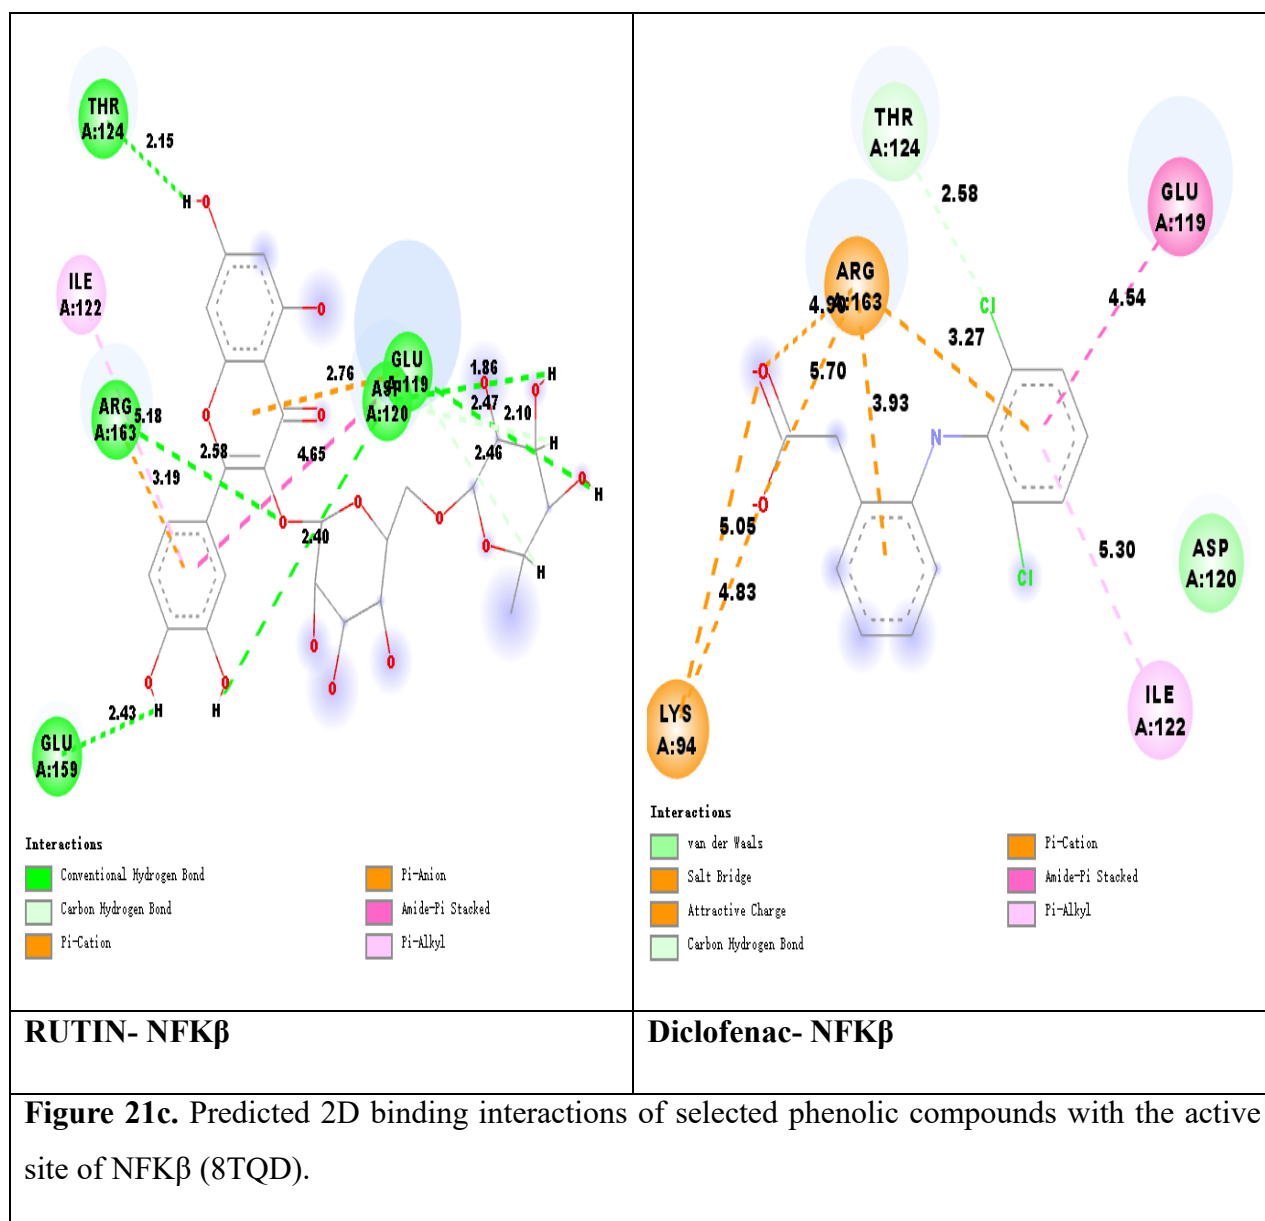 THR
A:124
2.15
H
O
ILE
A:122
O
GLU
A:119
ASP
A:120
1.86
H
O
O
2.47
2.10
2.76
ARG
A:163
5.18
O
O
H
2.58
4.65
2.46
3.19
O
H
O
O
O
2.40
O
H
O
O
O
O
O
2.43
H
H
GLU
A:159
Interactions
Conventional Hydrogen Bond
Carbon Hydrogen Bond
Pi-Cation
Pi-Anion
Amide-Pi Stacked
Pi-Alkyl
THR
A:124
2.58
GLU
A:119
ARG
A:163
Cl
4.54
3.27
5.70
-O
3.93
N
-O
5.05
5.30
ASP
A:120
Cl
4.83
LYS
A:94
ILE
A:122
Interactions
van der Waals
Salt Bridge
Attractive Charge
Carbon Hydrogen Bond
Pi-Cation
Amide-Pi Stacked
Pi-Alkyl
RUTIN- NFKβ
Diclofenac- NFKβ
Figure 21c. Predicted 2D binding interactions of selected phenolic compounds with the active
site of NFKβ (8TQD).